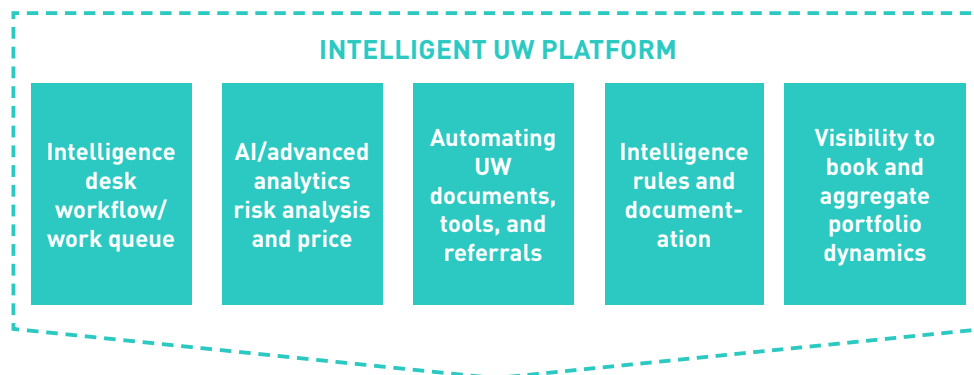 INTELLIGENT UW PLATFORM
Intelligence
desk
workflow/
work queue
AI/advanced
analytics
risk analysis
and price
Automating
UW
documents,
tools, and
referrals
Intelligence
rules and
document-
ation
Visibility to
book and
aggregate
portfolio
dynamics